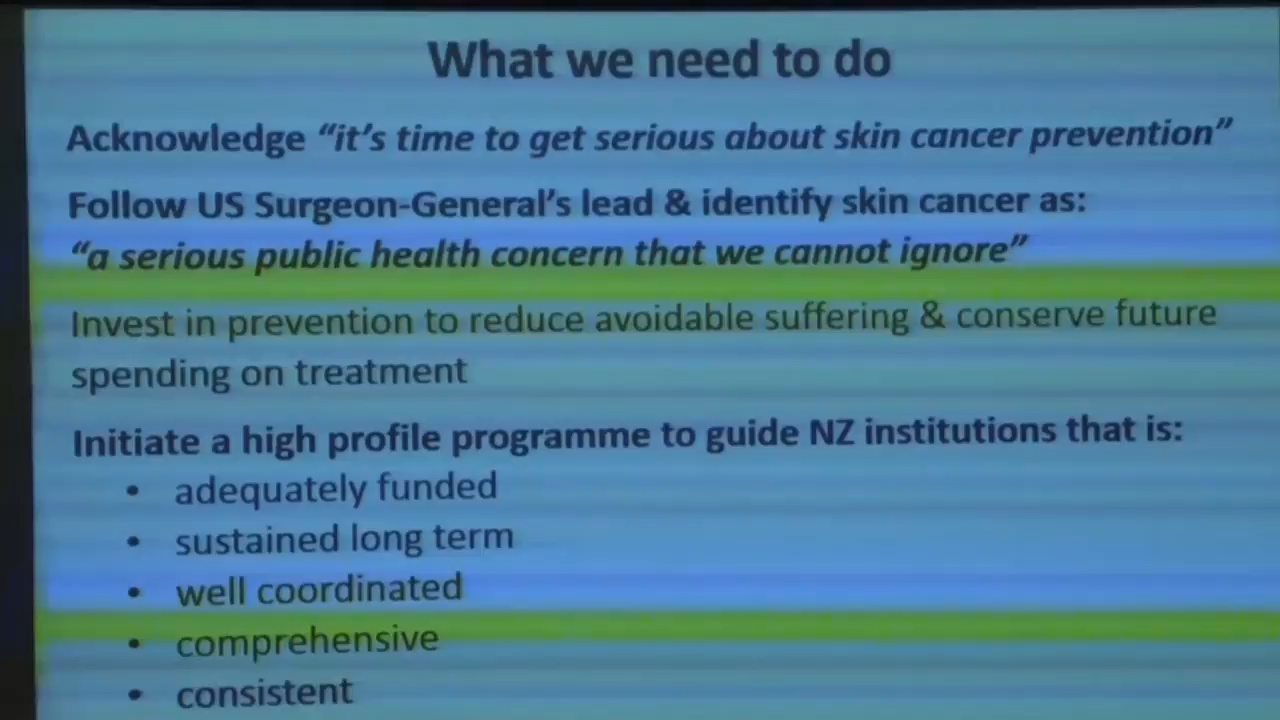 What we need to do
Acknowledge “it’s time to get serious about skin cancer prevention”
Follow US Surgeon-General’s lead & identify skin cancer as:
“a serious public health concern that we cannot ignore”
Invest in prevention to reduce avoidable suffering & conserve future
spending on treatment
Initiate a high profile programme to guide NZ institutions that is:
• adequately funded
• sustained long term
• well coordinated
• comprehensive
• consistent